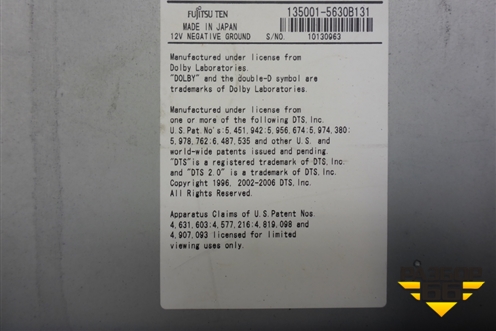 FUJITSU TEN
135001-5630B131
MADE IN JAPAN
12V NEGATIVE GROUND
S/NO.
10130963
Manufactured under license from
Dolby Laboratories.
"DOLBY" and the double-D symbol are
trademarks of Dolby Laboratories.
Manufactured under license from
one or more of the following DTS, Inc.
U.S. Pat. No's: 5,451,942; 5,956,674; 5,974,380;
5,978,762; 6,487,535 and other U.S. and
world-wide patents issued and pending.
"DTS" is a registered trademark of DTS, Inc.
and "DTS 2.0" is a trademark of DTS, Inc.
Copyright 1996, 2002-2006 DTS, Inc.
All Rights Reserved.
Apparatus Claims of U.S. Patent Nos.
4,631,603; 4,577,216; 4,819,098 and
4,907,093 licensed for limited
viewing uses only.